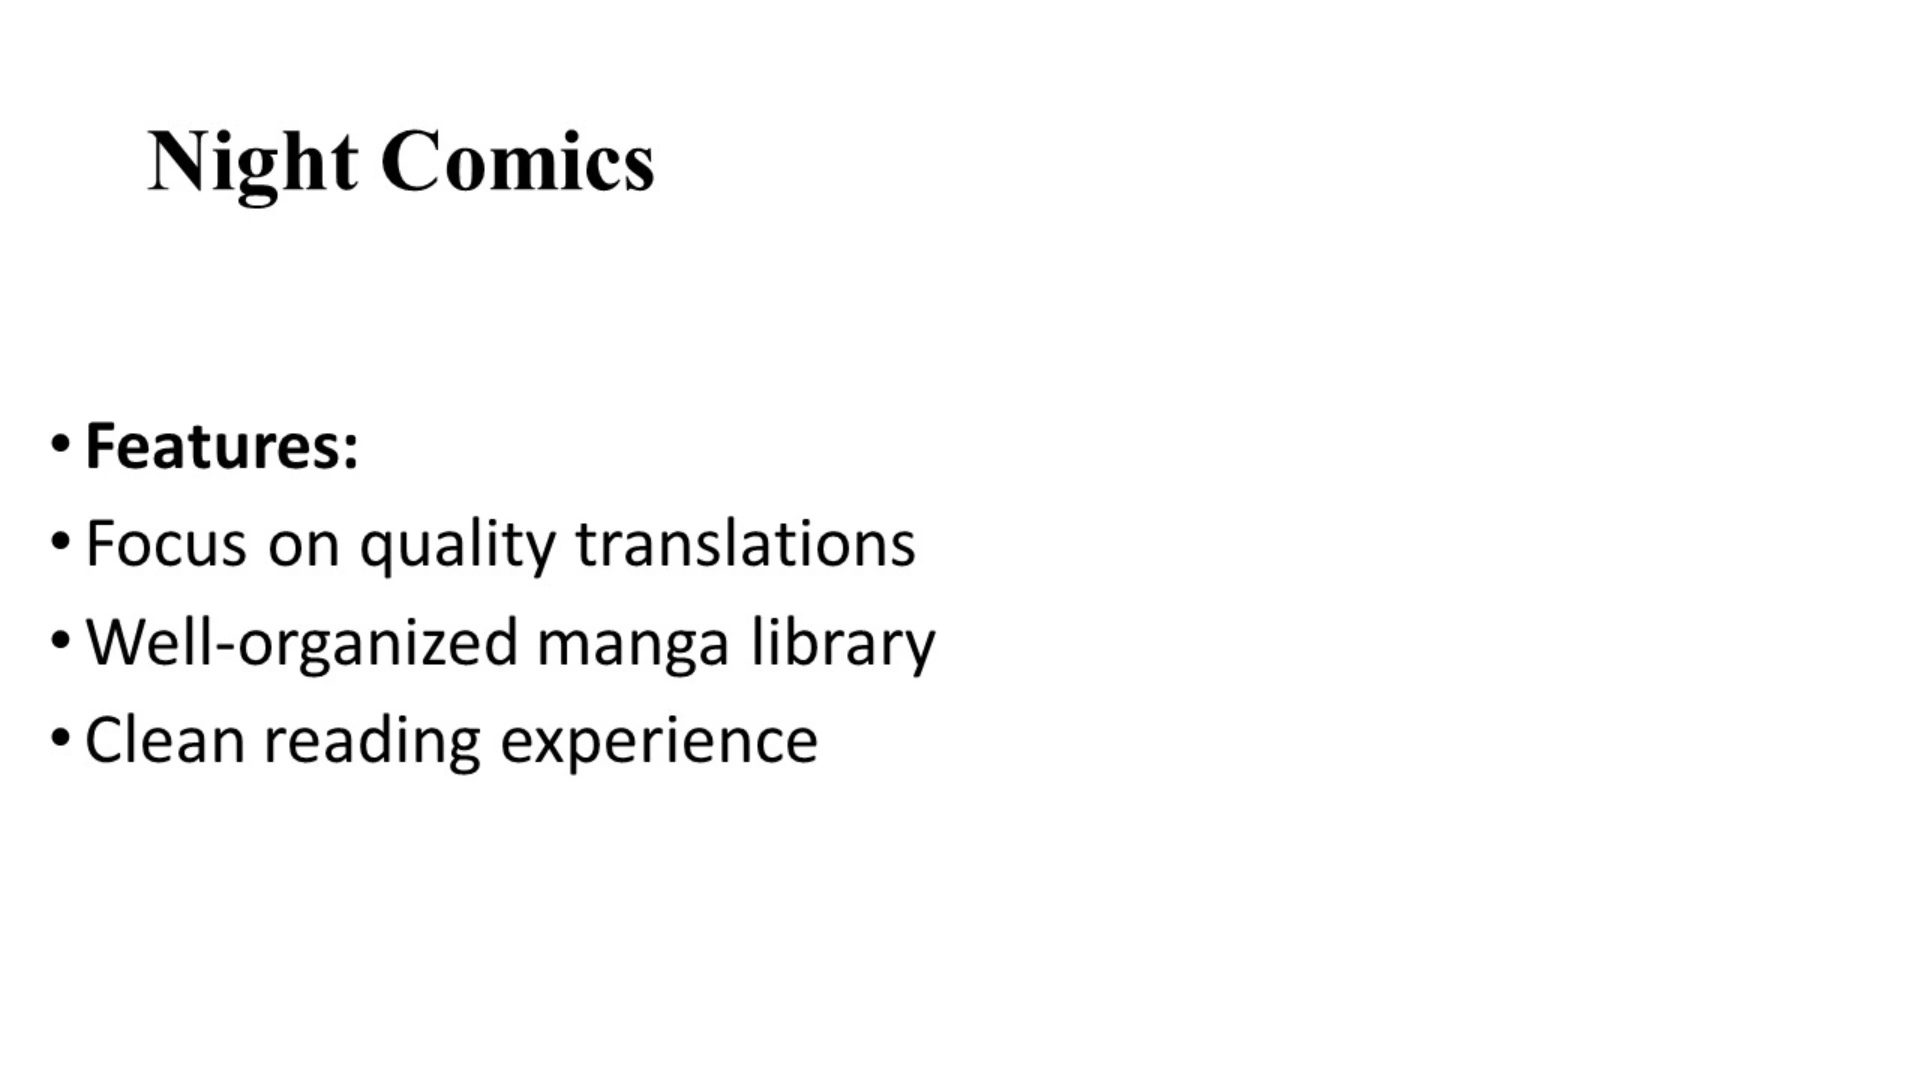 Night Comics
• Features:
• Focus on quality translations
• Well-organized manga library
• Clean reading experience